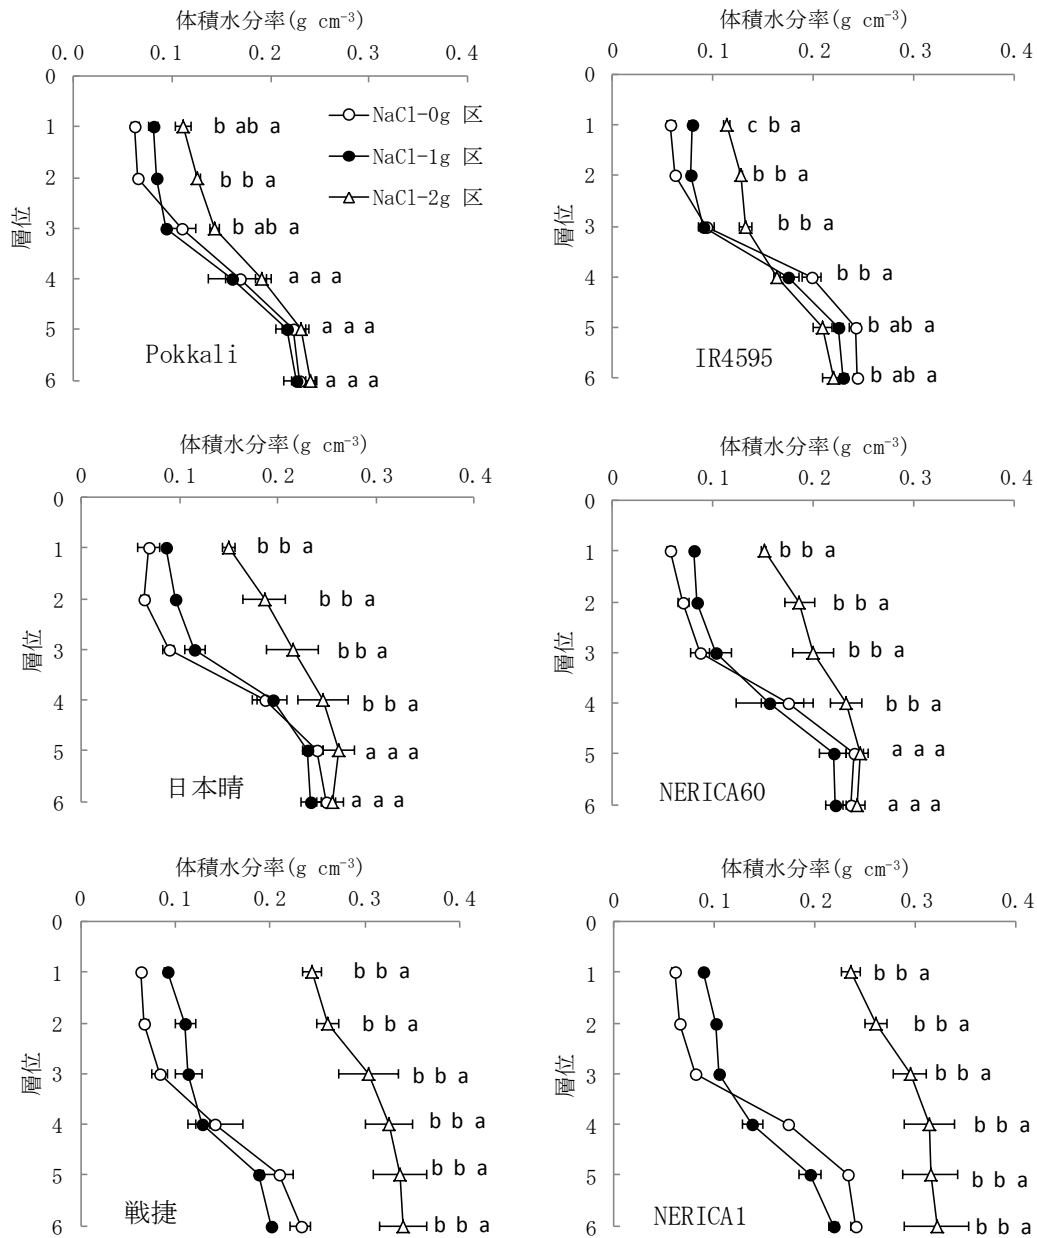 体積水分率(g cm⁻³)
0.0 0.1 0.2 0.3 0.4
0
1
2
3
4
5
6
層位
NaCl-0g 区
NaCl-1g 区
NaCl-2g 区
b ab a
b b a
b ab a
a a a
a a a
a a a
Pokkali
体積水分率(g cm⁻³)
0 0.1 0.2 0.3 0.4
0
1
2
3
4
5
6
層位
c b a
b b a
b b a
b b a
b ab a
b ab a
IR4595
体積水分率(g cm⁻³)
0 0.1 0.2 0.3 0.4
0
1
2
3
4
5
6
層位
b b a
b b a
b b a
b b a
a a a
a a a
日本晴
体積水分率(g cm⁻³)
0 0.1 0.2 0.3 0.4
0
1
2
3
4
5
6
層位
b b a
b b a
b b a
b b a
a a a
a a a
NERICA60
体積水分率(g cm⁻³)
0 0.1 0.2 0.3 0.4
0
1
2
3
4
5
6
層位
b b a
b b a
b b a
b b a
b b a
b b a
戦捷
体積水分率(g cm⁻³)
0 0.1 0.2 0.3 0.4
0
1
2
3
4
5
6
層位
b b a
b b a
b b a
b b a
b b a
b b a
NERICA1